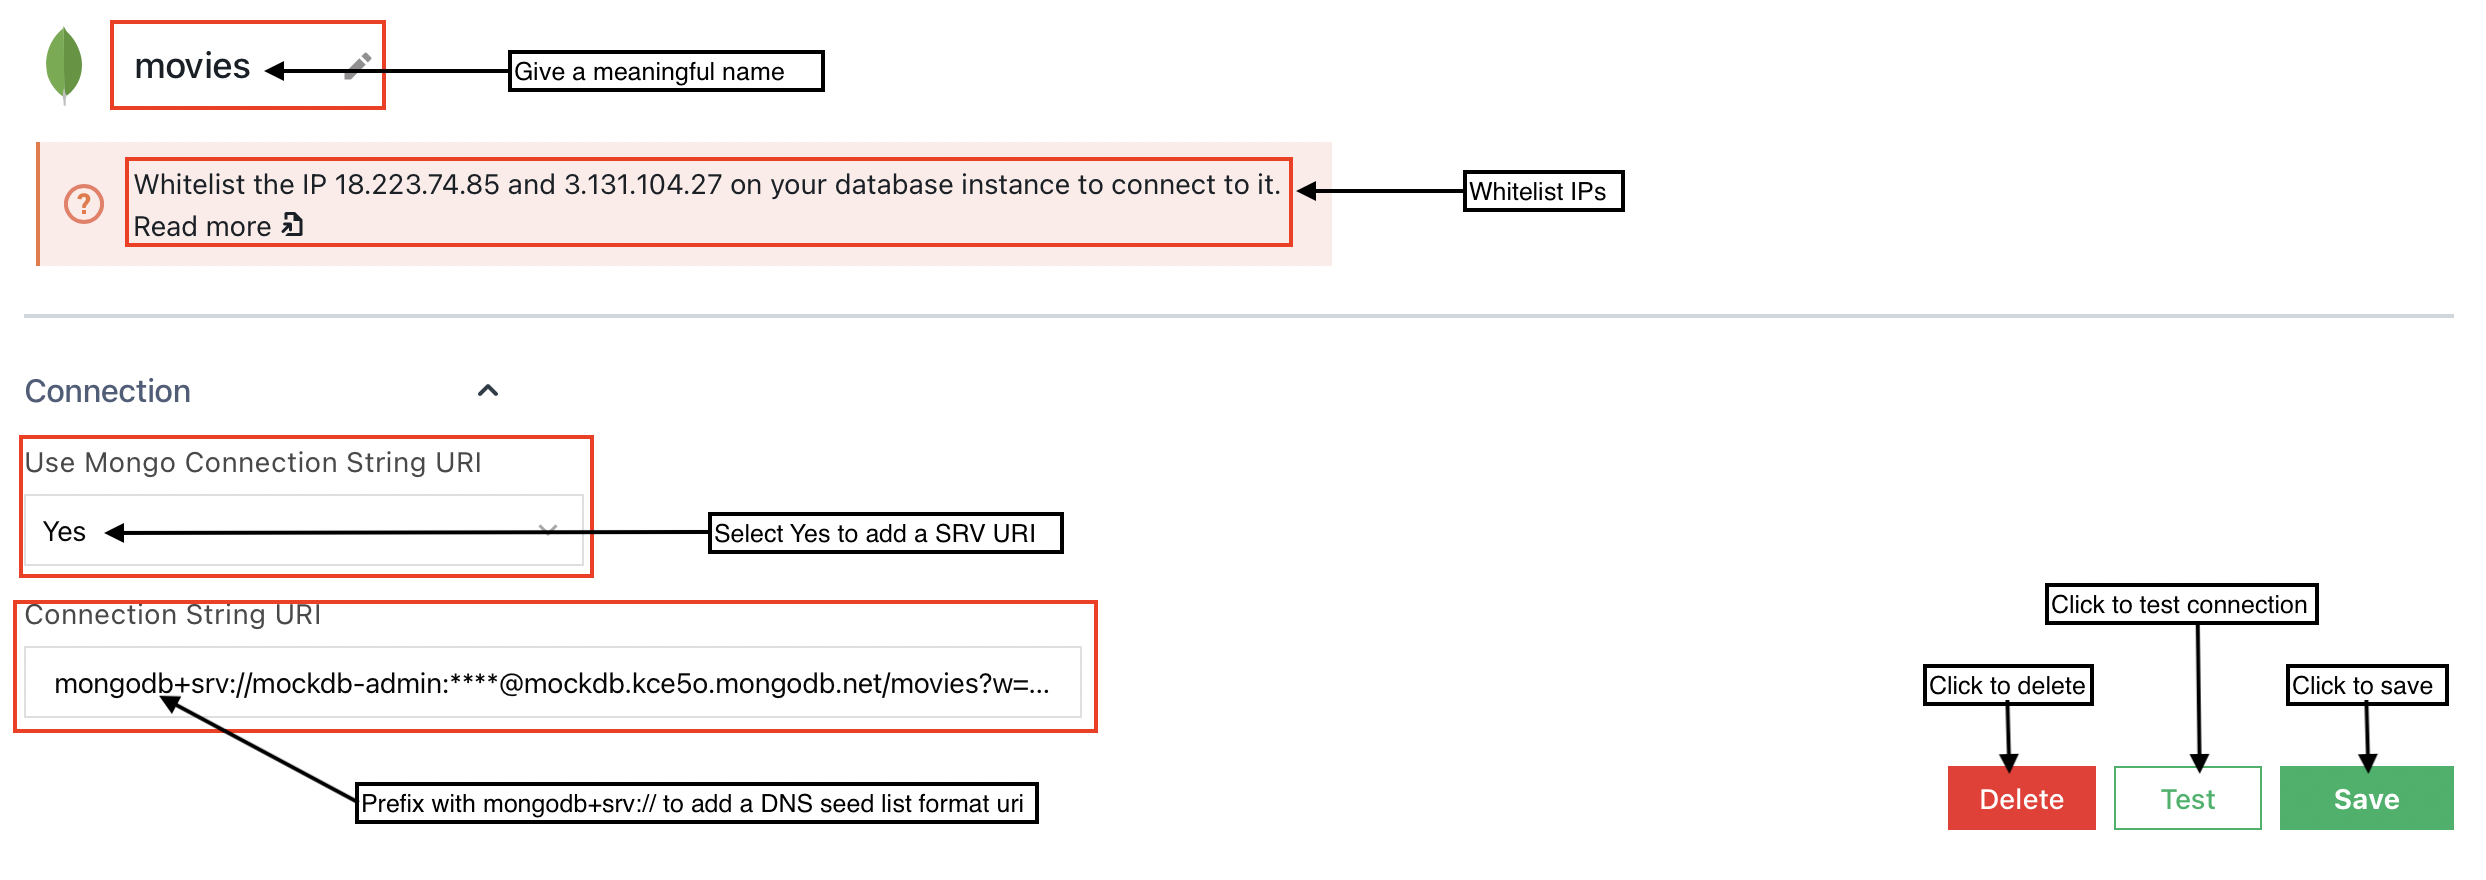 movies
Give a meaningful name
Whitelist the IP 18.223.74.85 and 3.131.104.27 on your database instance to connect to it.
Read more
Whitelist IPs
Connection
Use Mongo Connection String URI
Yes
Select Yes to add a SRV URI
Connection String URI
mongodb+srv://mockdb-admin:****@mockdb.kce5o.mongodb.net/movies?w=...
Prefix with mongodb+srv:// to add a DNS seed list format uri
Click to test connection
Click to delete
Click to save
Delete
Test
Save